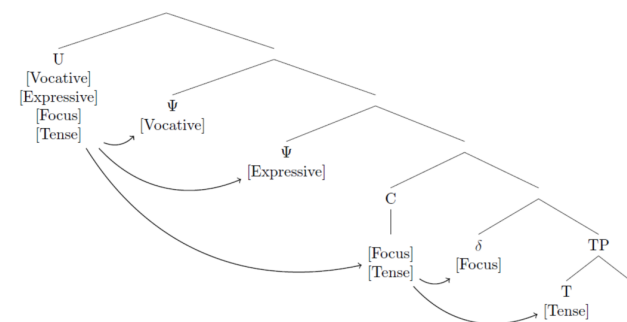 U
[Vocative]
[Expressive]
[Focus]
[Tense]
Ψ
[Vocative]
Ψ
[Expressive]
C
[Focus]
[Tense]
δ
[Focus]
TP
T
[Tense]